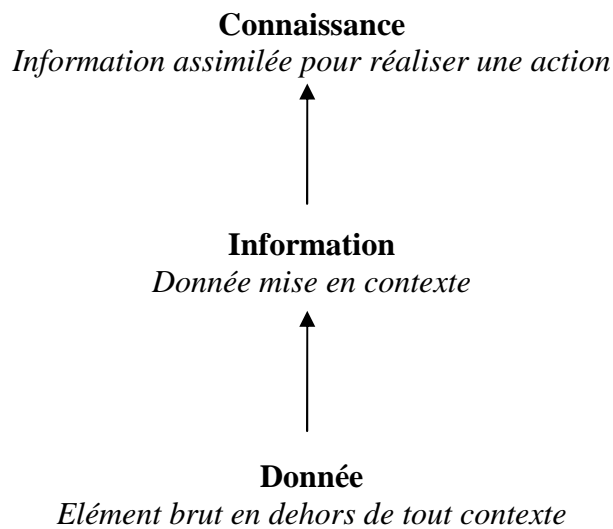 Connaissance
Information assimilée pour réaliser une action
Information
Donnée mise en contexte
Donnée
Elément brut en dehors de tout contexte